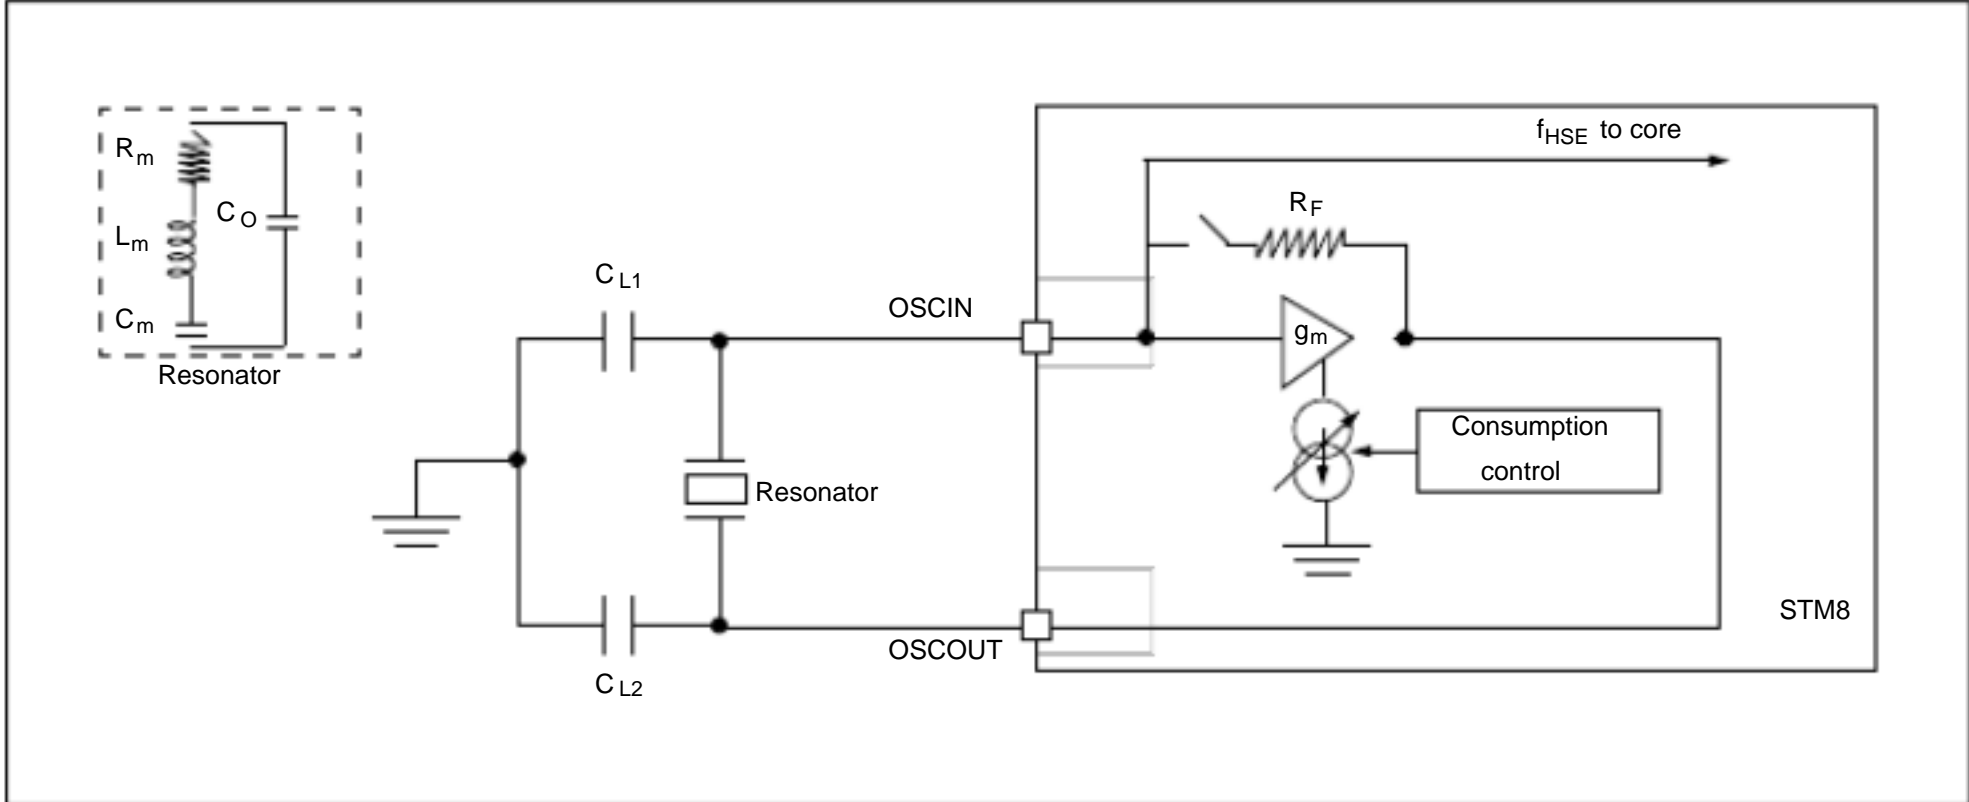 fHSE to core
Rm
RF
CO
Lm
CL1
OSCIN
Cm
gm
Resonator
Consumption
control
Resonator
STM8
OSCOUT
CL2